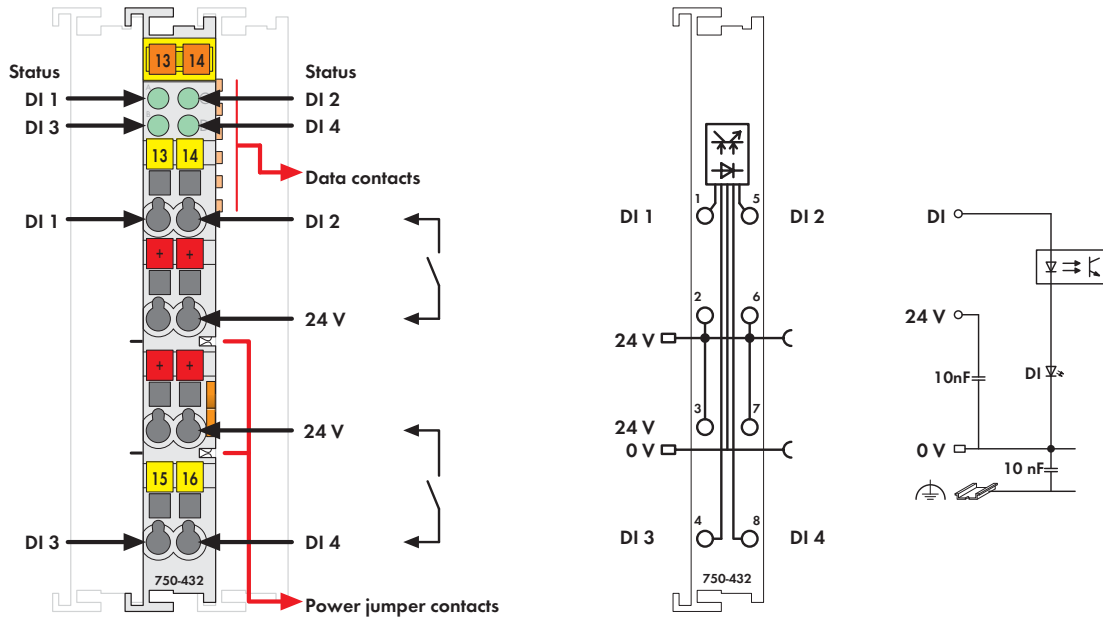 13 14
Status
Status
DI 1
DI 2
DI 3
DI 4
13 14
Data contacts
DI 1
DI 2
+ +
24 V
+ +
24 V
15 16
DI 3
DI 4
750-432
Power jumper contacts
1
5
DI 1
DI 2
2
6
24 V
3
7
24 V
0 V
4
8
DI 3
DI 4
750-432
DI
24 V
10nF
DI
0 V
10 nF